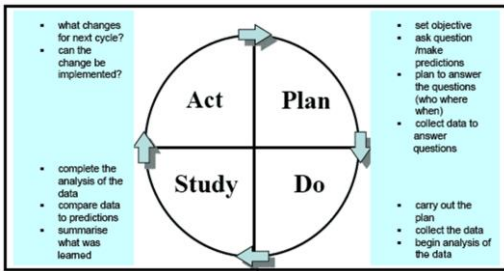 what changes
for next cycle?
can the
change be
implemented?
Act
Plan
set objective
ask question
/make
predictions
plan to answer
the questions
(who where
when)
collect data to
answer
questions
complete the
analysis of the
data
compare data
to predictions
summarise
what was
learned
Study
Do
carry out the
plan
collect the data
begin analysis of
the data